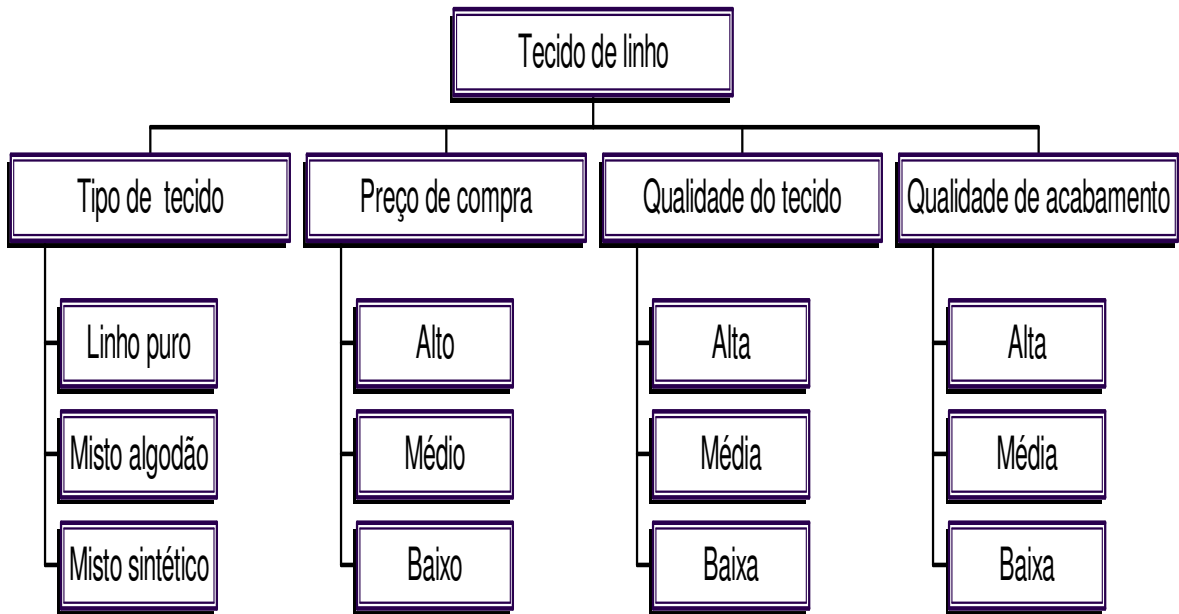 Tecido de linho
Tipo de tecido
Preço de compra
Qualidade do tecido
Qualidade de acabamento
Linho puro
Alto
Alta
Alta
Misto algodão
Médio
Média
Média
Misto sintético
Baixo
Baixa
Baixa